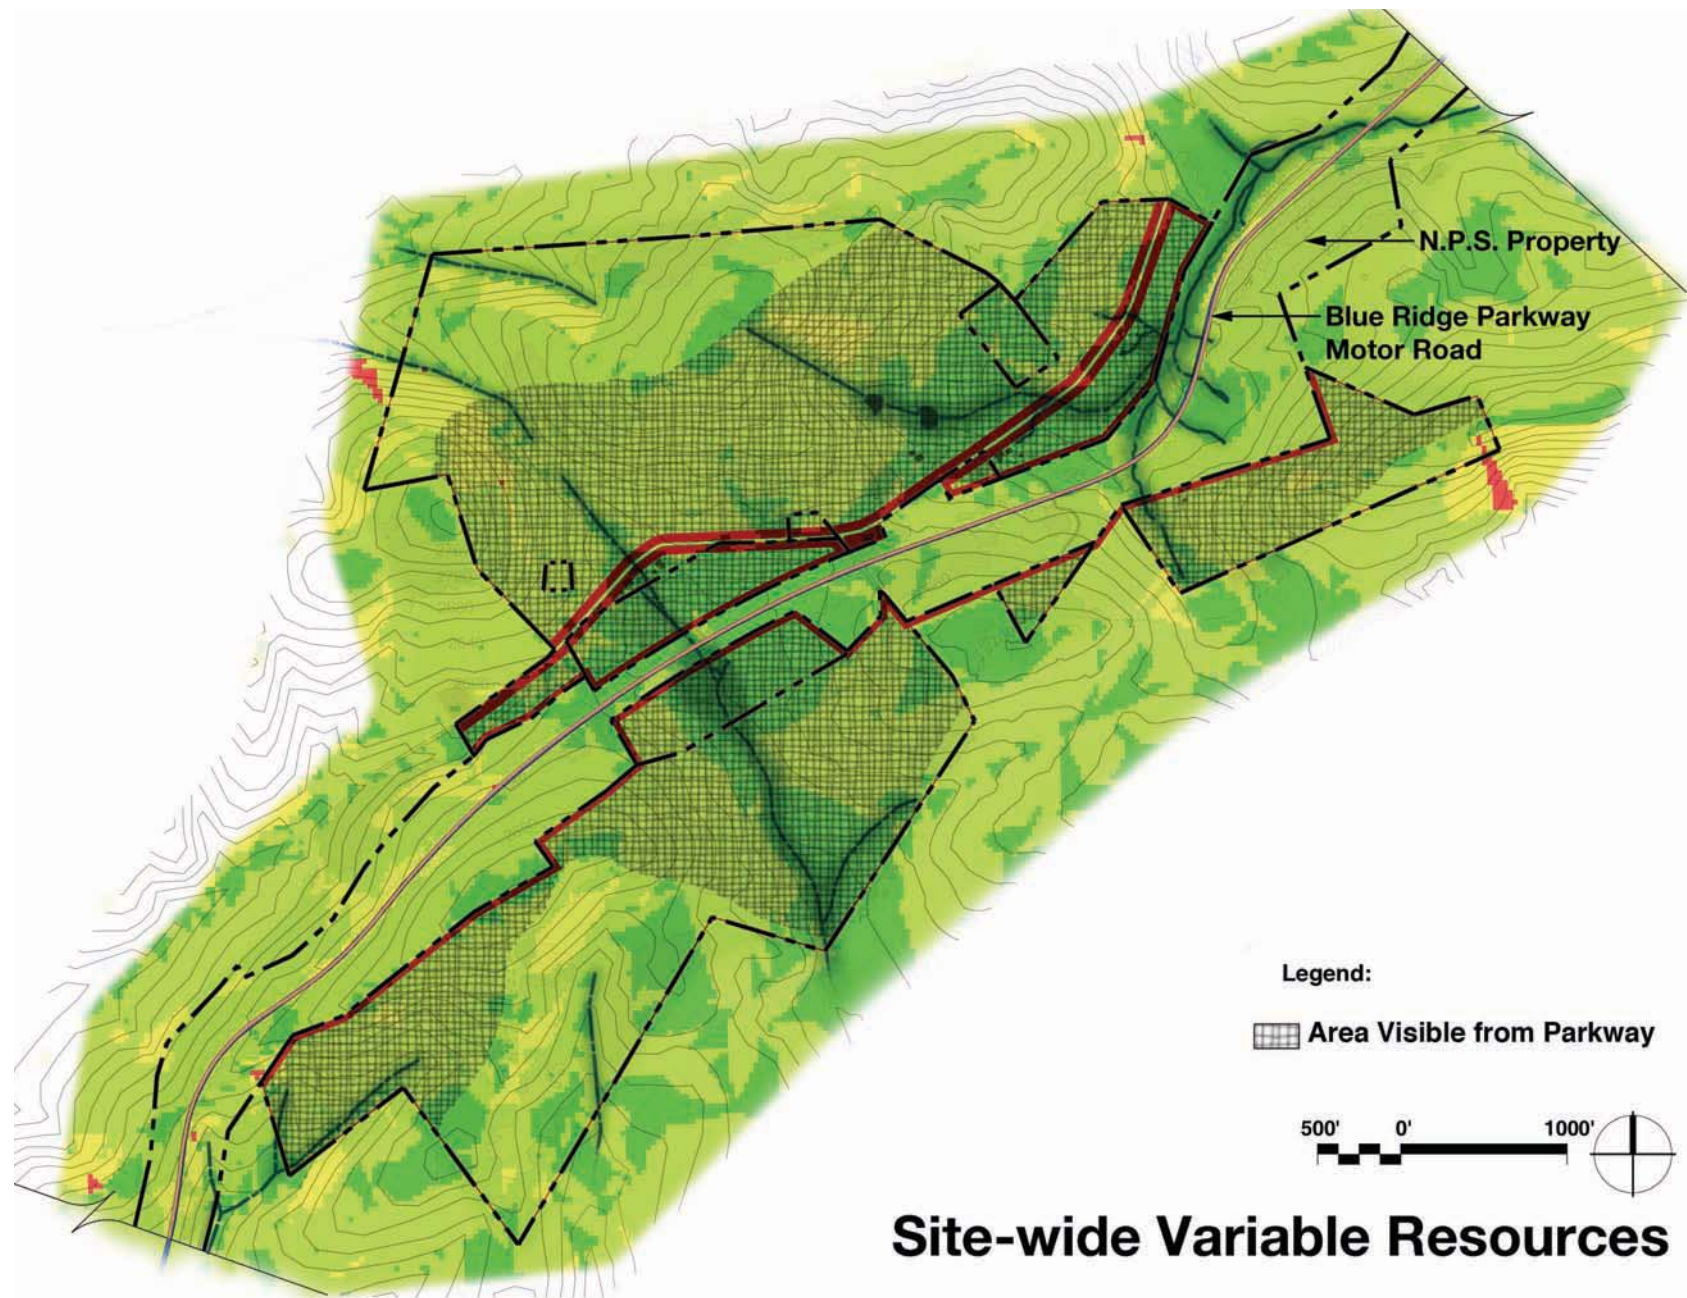 N.P.S. Property
Blue Ridge Parkway
Motor Road
Legend:
Area Visible from Parkway
500' 0' 1000'
Site-wide Variable Resources